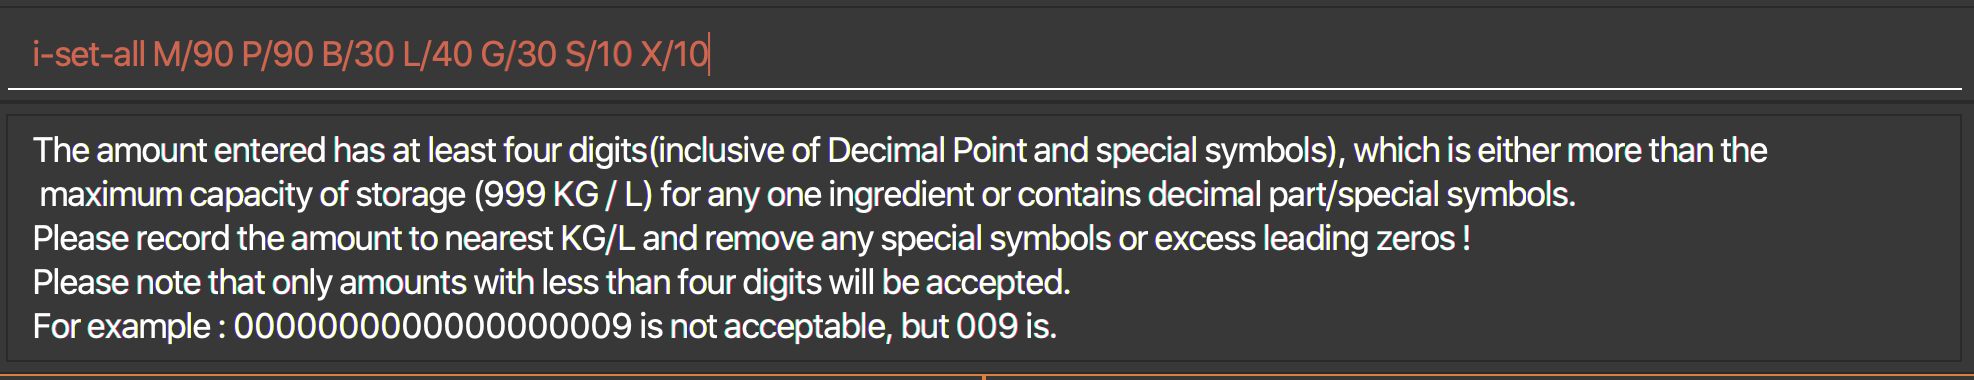 i-set-all M/90 P/90 B/30 L/40 G/30 S/10 X/10
The amount entered has at least four digits(inclusive of Decimal Point and special symbols), which is either more than the
maximum capacity of storage (999 KG / L) for any one ingredient or contains decimal part/special symbols.
Please record the amount to nearest KG/L and remove any special symbols or excess leading zeros !
Please note that only amounts with less than four digits will be accepted.
For example : 0000000000000000009 is not acceptable, but 009 is.